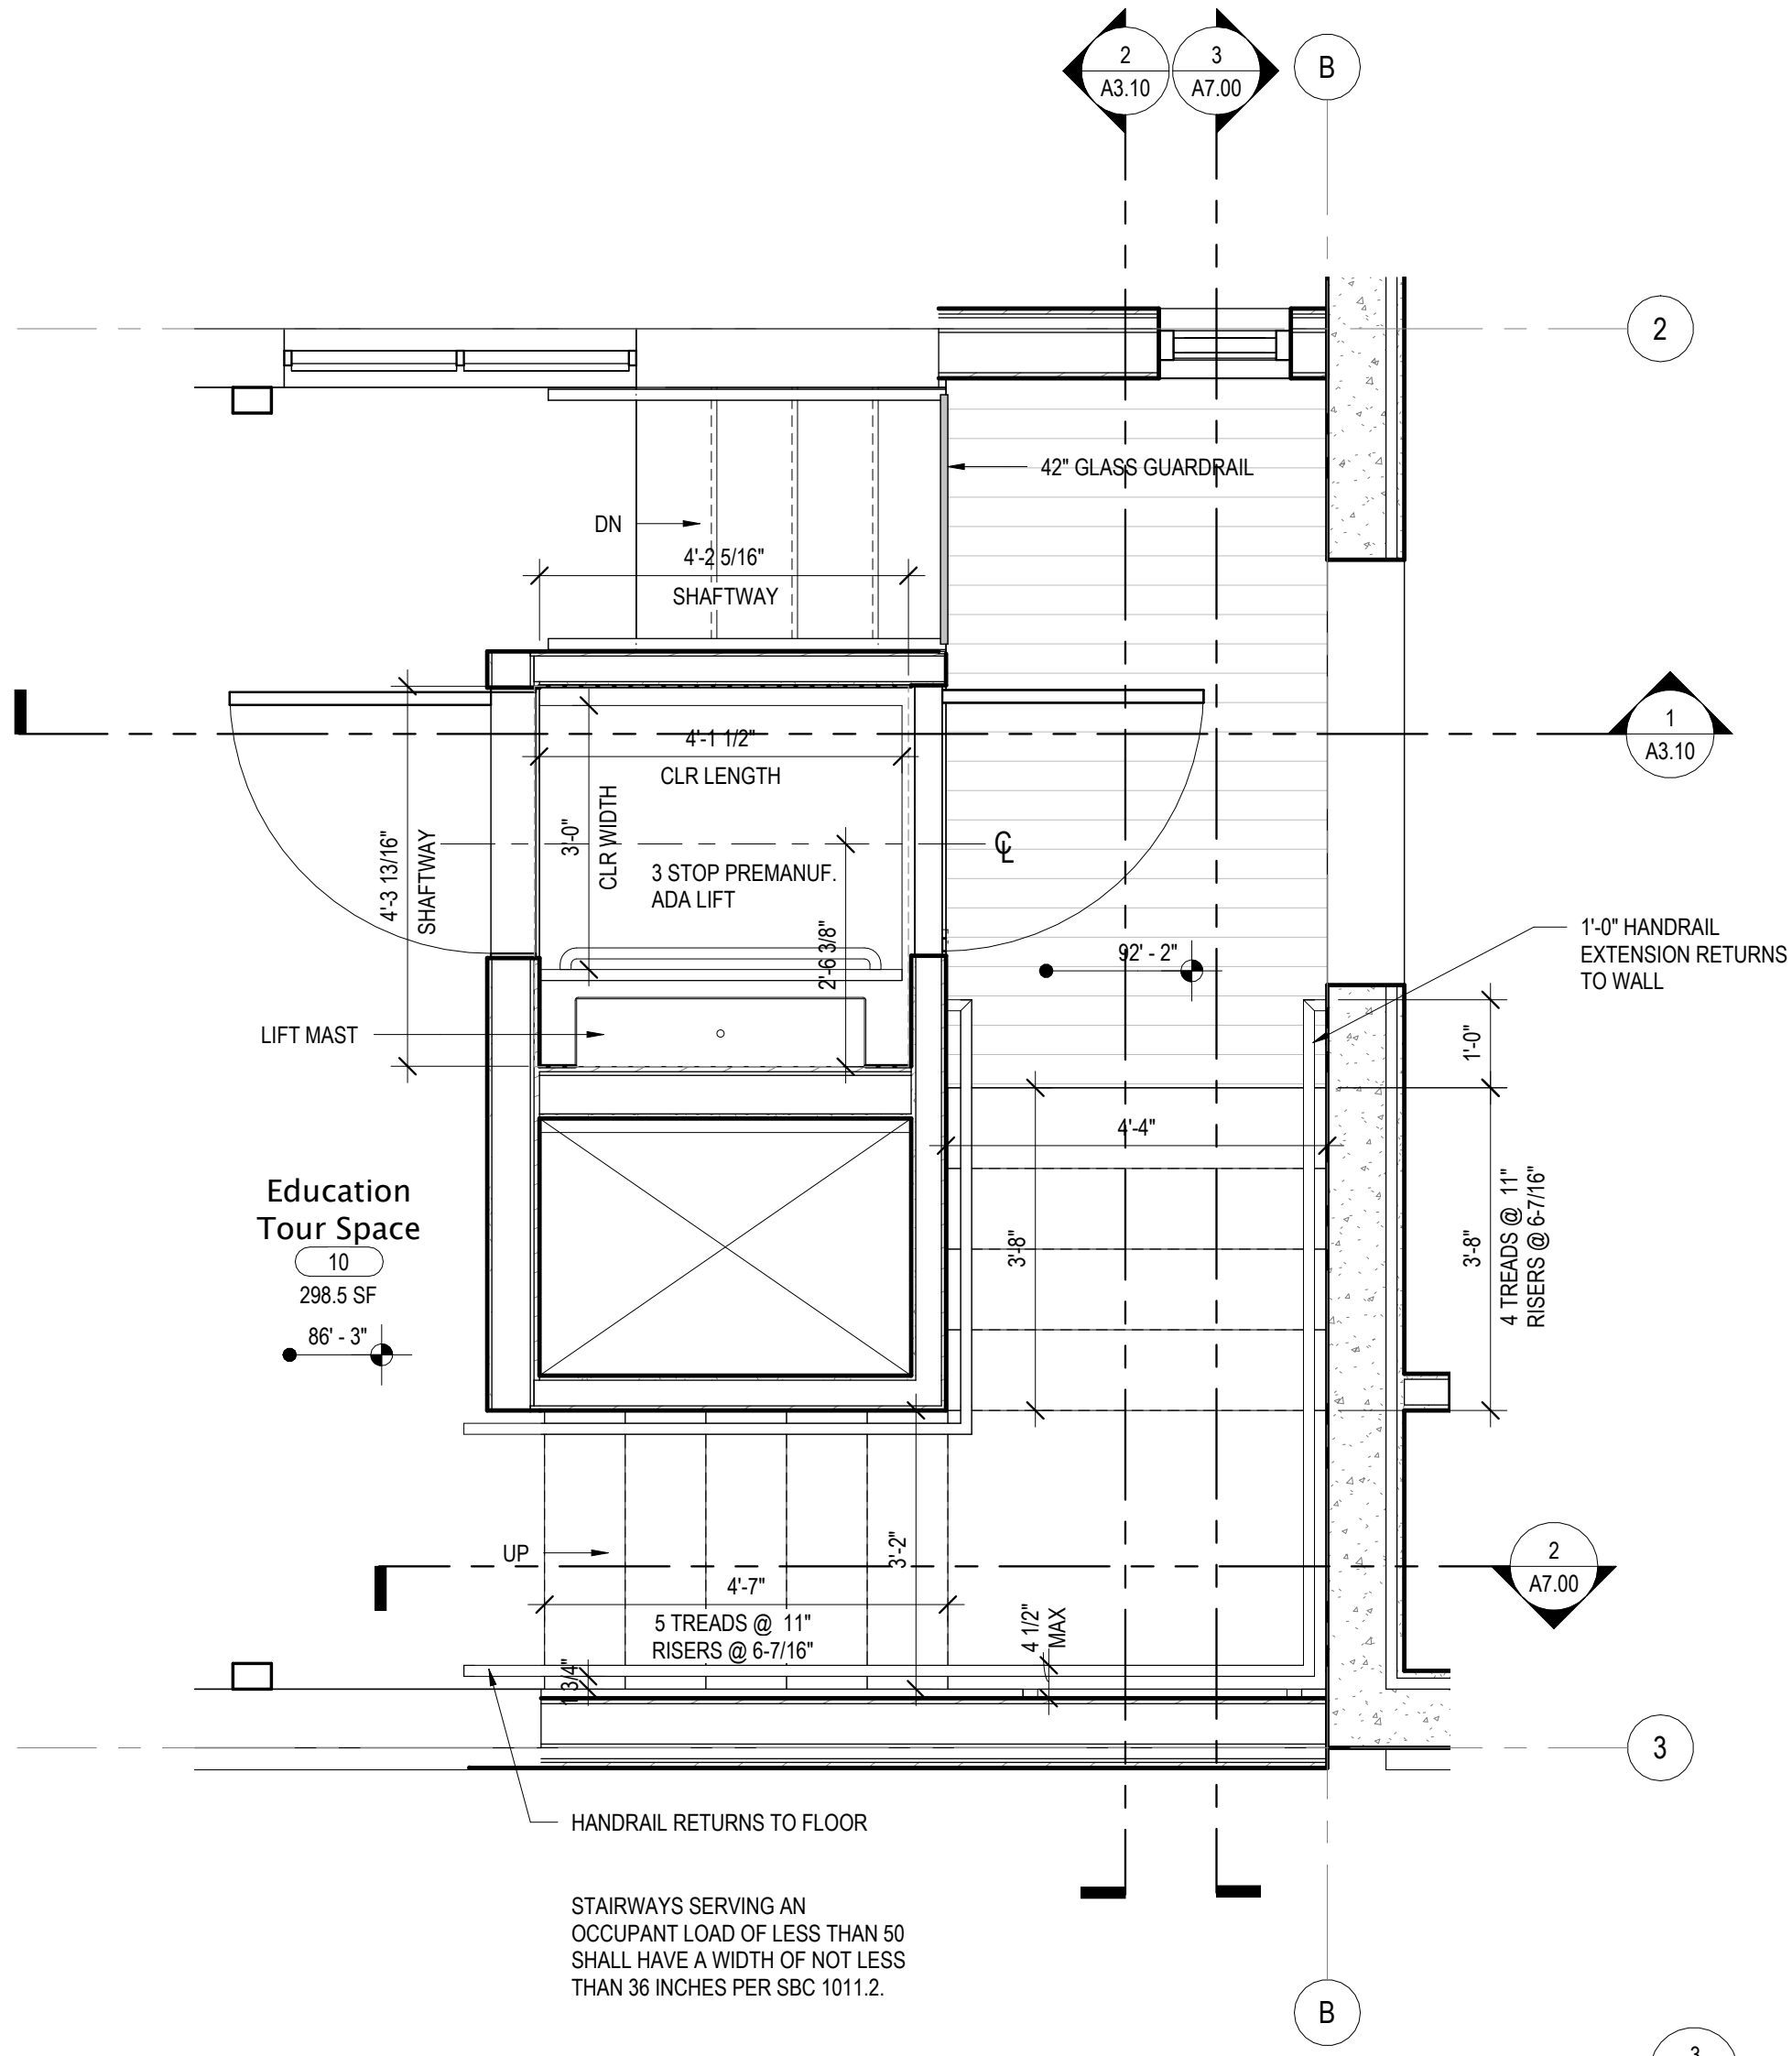 2
A3.10
3
A7.00
B
2
42" GLASS GUARDRAIL
DN
4'-2 5/16"
SHAFTWAY
1
A3.10
4'-1 1/2"
CLR LENGTH
3'-0"
CLR WIDTH
4'-3 13/16"
SHAFTWAY
CL
3 STOP PREMANUF.
ADA LIFT
2'-6 3/8"
92' - 2"
1'-0" HANDRAIL
EXTENSION RETURNS
TO WALL
LIFT MAST
1'-0"
4'-4"
Education
Tour Space
10
298.5 SF
86' - 3"
3'-8"
3'-8"
4 TREADS @ 11"
RISERS @ 6-7/16"
UP
3'-2"
2
A7.00
4'-7"
5 TREADS @ 11"
RISERS @ 6-7/16"
4 1/2"
MAX
1 3/4"
3
HANDRAIL RETURNS TO FLOOR
STAIRWAYS SERVING AN
OCCUPANT LOAD OF LESS THAN 50
SHALL HAVE A WIDTH OF NOT LESS
THAN 36 INCHES PER SBC 1011.2.
B
3